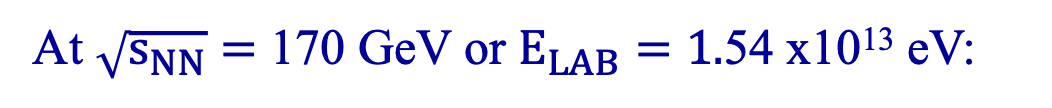 At √s_NN = 170 GeV or E_LAB = 1.54 x10^13 eV: